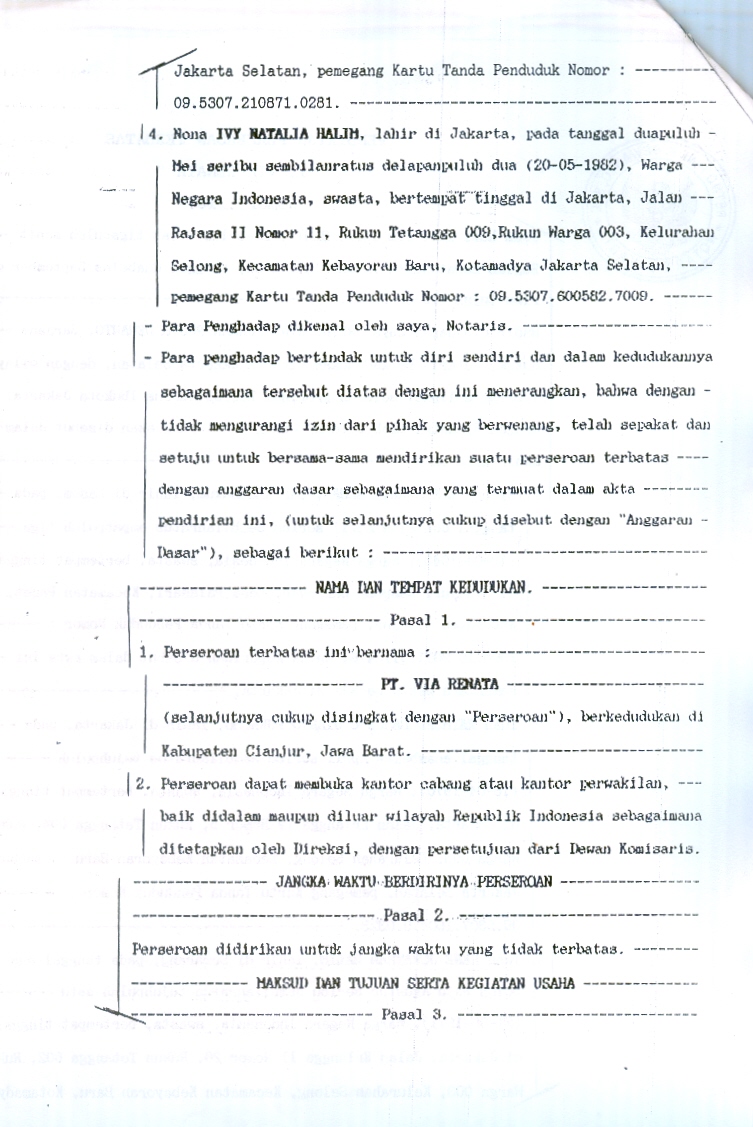 Jakarta Selatan, pemegang Kartu Tanda Penduduk Nomor : ----------
09.5307.210871.0281. --------------------------------------------
4. Nona IVY NATALIA HALIM, lahir di Jakarta, pada tanggal duapuluh -
Mei seribu sembilanratus delapanpuluh dua (20-05-1982), Warga ---
Negara Indonesia, swasta, bertempat tinggal di Jakarta, Jalan ---
Rajasa II Nomor 11, Rukun Tetangga 009,Rukun Warga 003, Kelurahan
Selong, Kecamatan Kebayoran Baru, Kotamadya Jakarta Selatan, ----
pemegang Kartu Tanda Penduduk Nomor : 09.5307.600582.7009. ------
- Para Penghadap dikenal oleh saya, Notaris. -----------------------
- Para penghadap bertindak untuk diri sendiri dan dalam kedudukannya
sebagaimana tersebut diatas dengan ini menerangkan, bahwa dengan -
tidak mengurangi izin dari pihak yang berwenang, telah sepakat dan
setuju untuk bersama-sama mendirikan suatu perseroan terbatas ----
dengan anggaran dasar sebagaimana yang termuat dalam akta --------
pendirian ini, (untuk selanjutnya cukup disebut dengan "Anggaran -
Dasar"), sebagai berikut : ---------------------------------------
--------------------- NAMA DAN TEMPAT KEDUDUKAN. --------------------
--------------------------------- Pasal 1. -----------------------------
1. Perseroan terbatas ini bernama : --------------------------------
------------------------ PT. VIA RENATA ------------------------
(selanjutnya cukup disingkat dengan "Perseroan"), berkedudukan di
Kabupaten Cianjur, Jawa Barat. ----------------------------------
2. Perseroan dapat membuka kantor cabang atau kantor perwakilan, ---
baik didalam maupun diluar wilayah Republik Indonesia sebagaimana
ditetapkan oleh Direksi, dengan persetujuan dari Dewan Komisaris.
---------------- JANGKA WAKTU BERDIRINYA PERSEROAN -----------------
----------------------------- Pasal 2. -----------------------------
Perseroan didirikan untuk jangka waktu yang tidak terbatas. --------
-------------- MAKSUD DAN TUJUAN SERTA KEGIATAN USAHA --------------
----------------------------- Pasal 3. -----------------------------